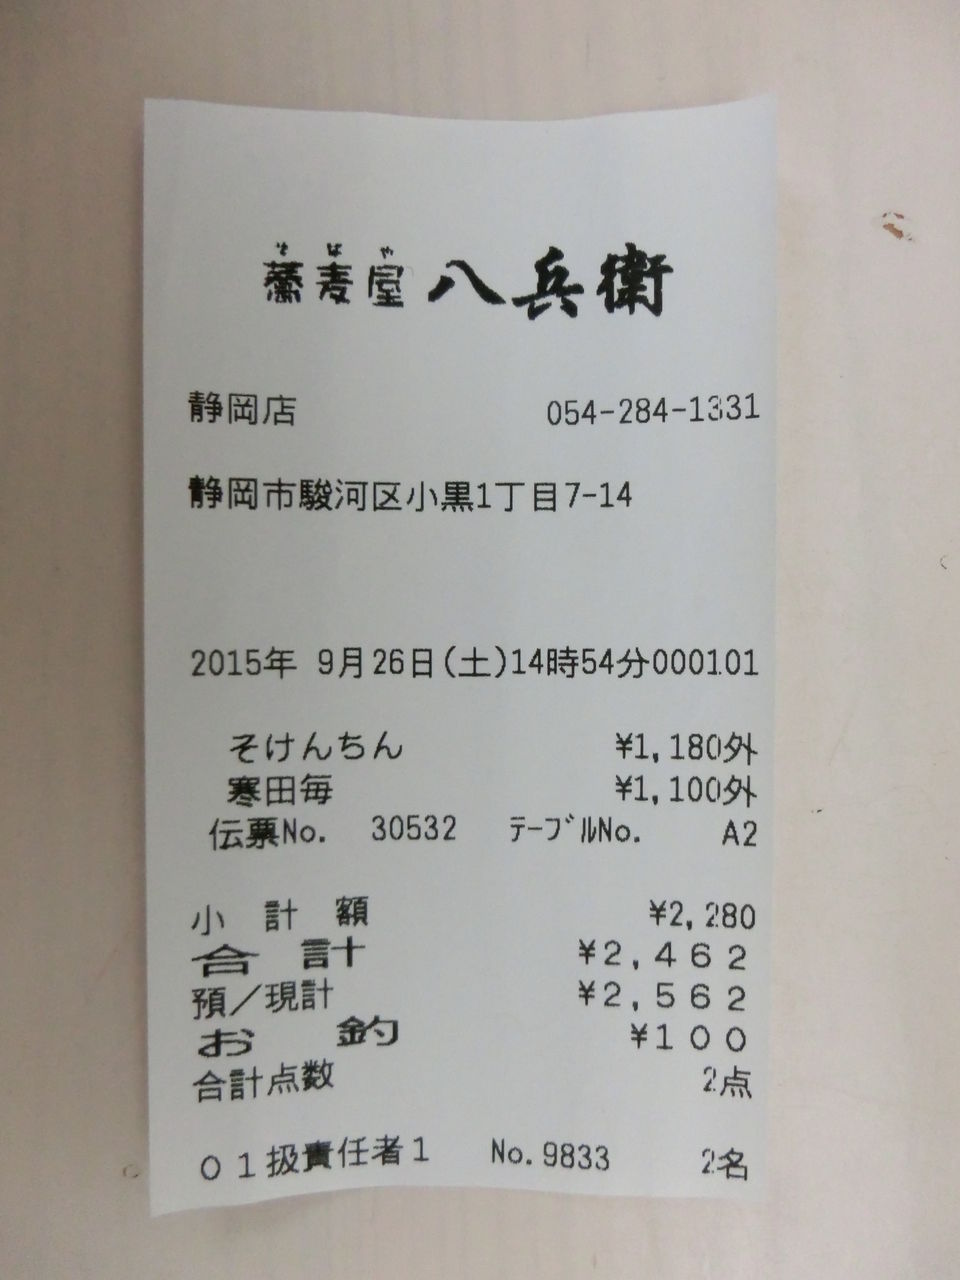 そばや
蕎麦屋 八兵衛
静岡店 054-284-1331
静岡市駿河区小黒1丁目7-14
2015年 9月26日(土)14時54分000101
そけんちん ¥1,180外
寒田毎 ¥1,100外
伝票No. 30532 ﾃｰﾌﾞﾙNo. A2
小 計 額 ¥2,280
合 計 ¥2,462
預／現計 ¥2,562
お 釣 ¥100
合計点数 2点
01扱責任者1 No.9833 2名